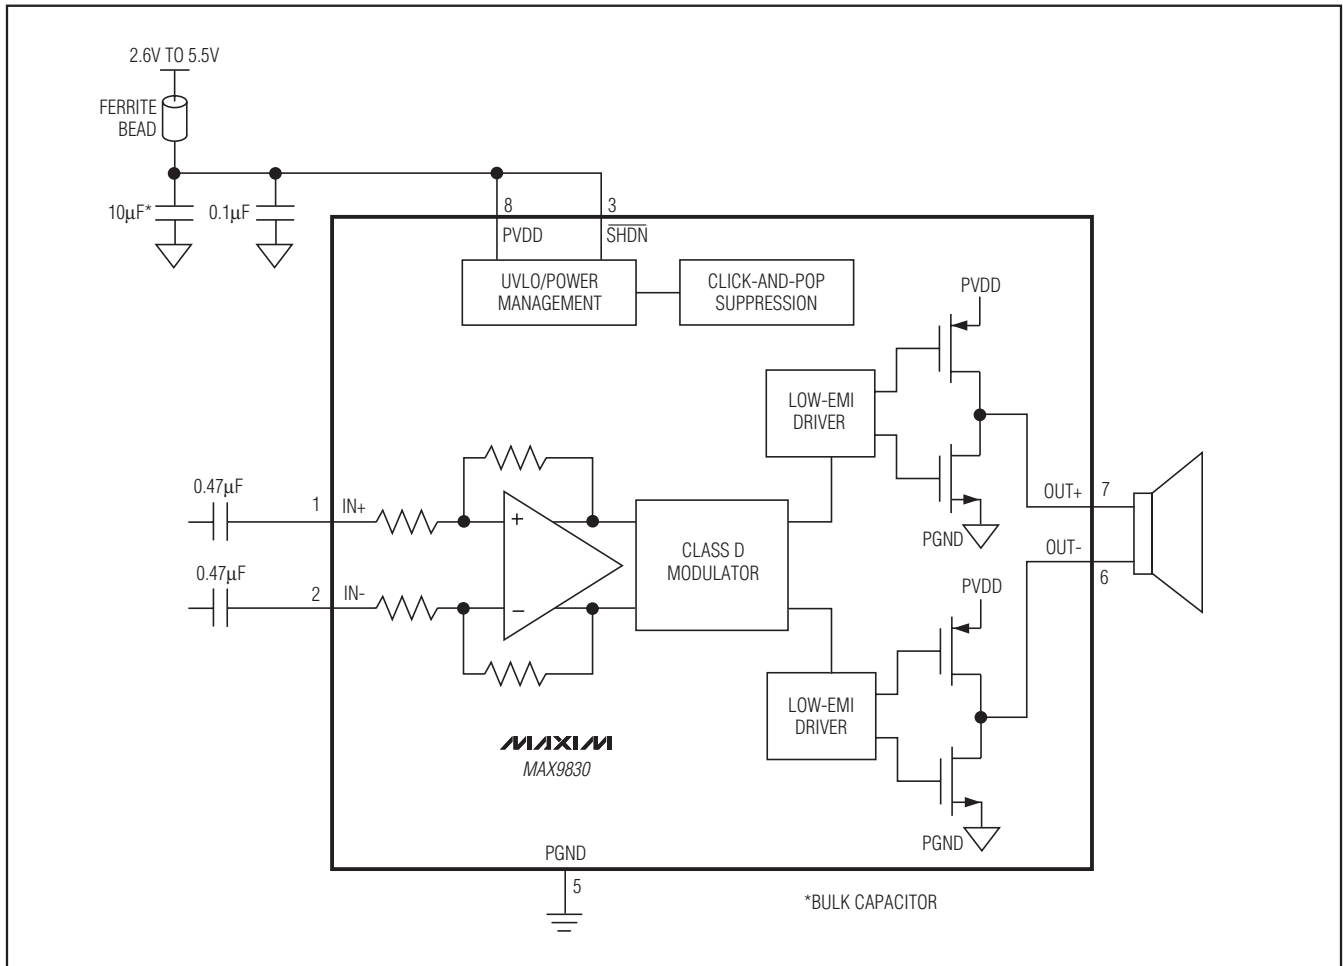 2.6V TO 5.5V
FERRITE
BEAD
10μF*
0.1μF
8
3
PVDD
SHDN
UVLO/POWER
MANAGEMENT
CLICK-AND-POP
SUPPRESSION
PVDD
LOW-EMI
DRIVER
0.47μF
1
IN+
+
OUT+
7
PGND
CLASS D
MODULATOR
OUT-
6
0.47μF
2
IN-
−
PVDD
LOW-EMI
DRIVER
MAXIM
MAX9830
PGND
PGND
5
*BULK CAPACITOR